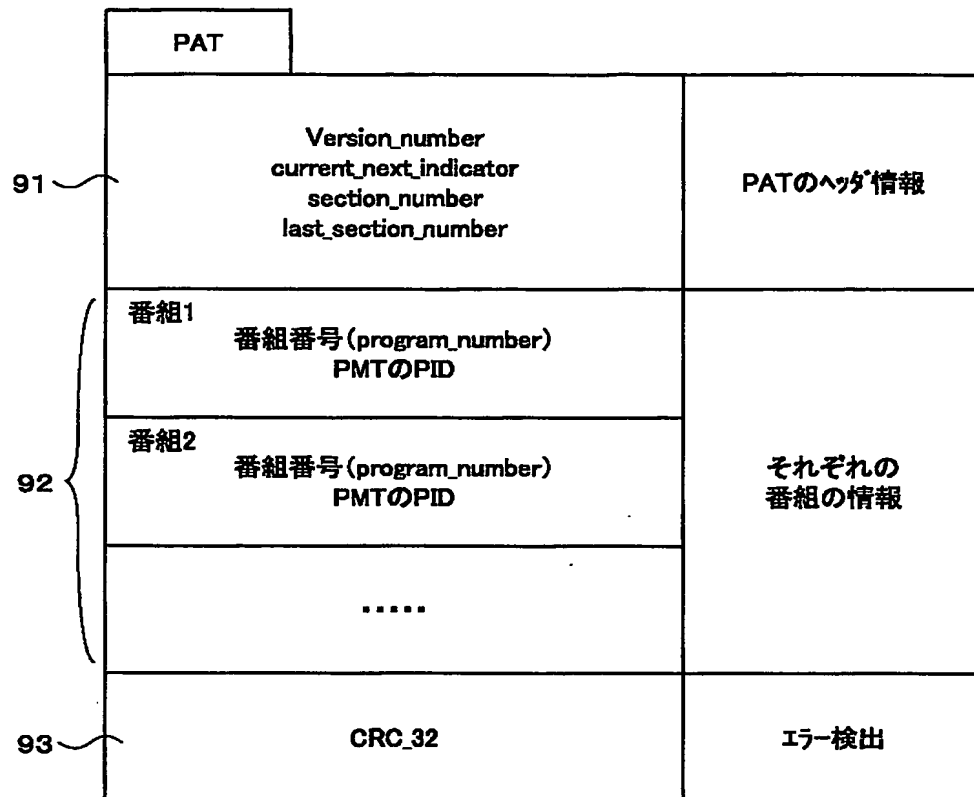 PAT
91
Version_number
current_next_indicator
section_number
last_section_number
PATのヘッダ情報
92
番組1
番組番号(program_number)
PMTのPID
番組2
番組番号(program_number)
PMTのPID
.....
それぞれの
番組の情報
93
CRC_32
エラー検出